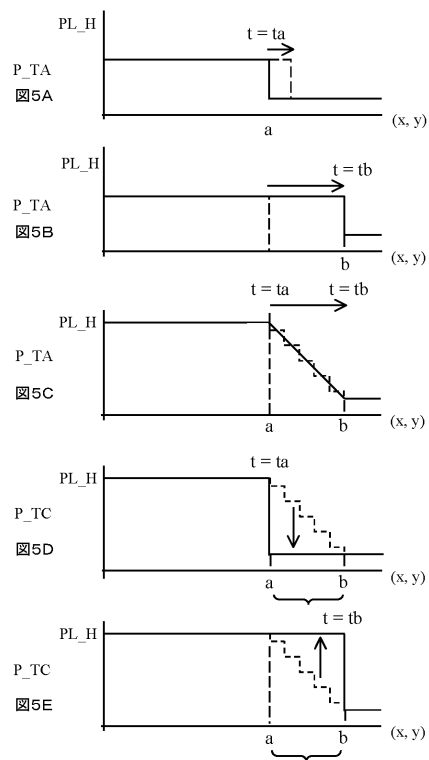 PL_H
t = ta
P_TA
図5A
a
(x, y)
PL_H
t = tb
P_TA
図5B
b
(x, y)
t = ta
t = tb
PL_H
P_TA
図5C
a
b
(x, y)
t = ta
PL_H
P_TC
図5D
a
b
(x, y)
t = tb
PL_H
P_TC
図5E
a
b
(x, y)